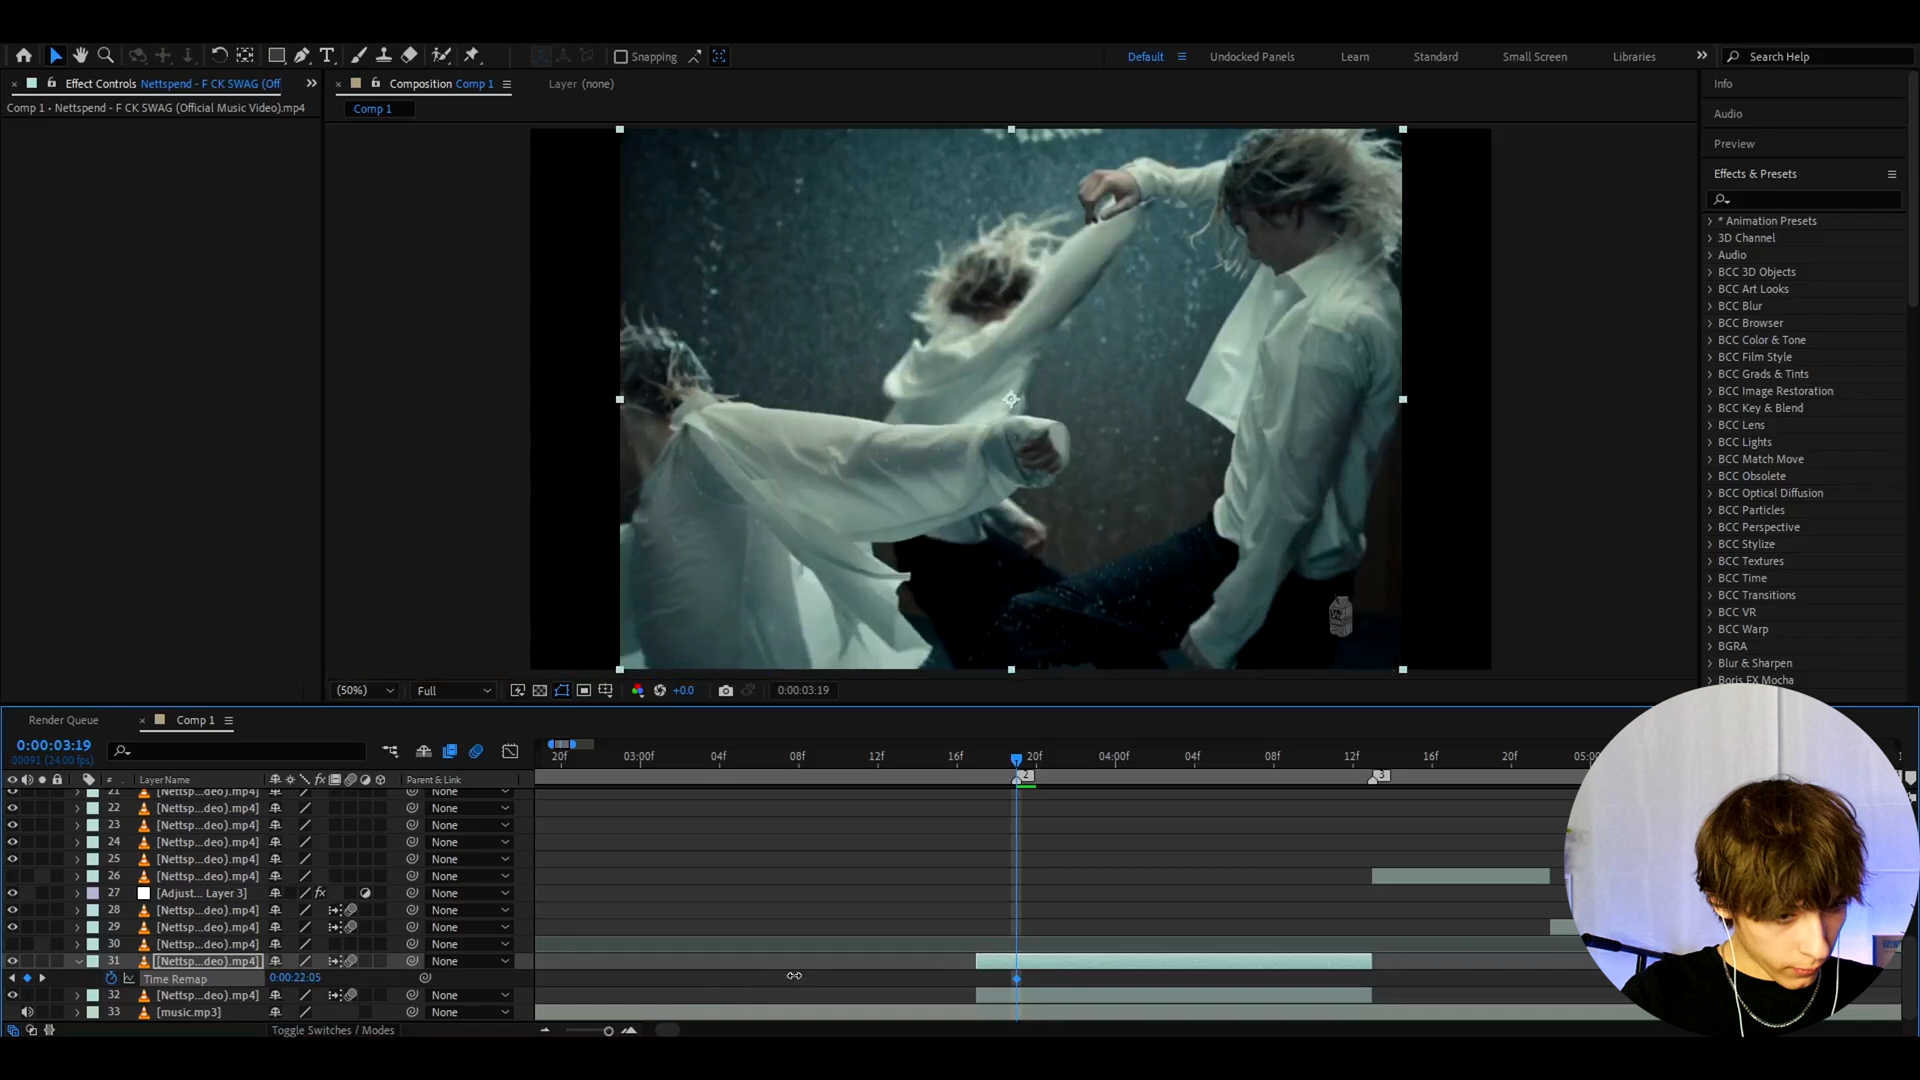 Snapping
Default
Undocked Panels
Learn
Standard
Small Screen
Libraries
Search Help
Effect Controls Nettspend - F CK SWAG (Off
Composition Comp 1
Layer (none)
Info
Comp 1 • Nettspend - F CK SWAG (Official Music Video).mp4
Comp 1
Audio
Preview
Effects & Presets
* Animation Presets
3D Channel
Audio
BCC 3D Objects
BCC Art Looks
BCC Blur
BCC Browser
BCC Color & Tone
BCC Film Style
BCC Grads & Tints
BCC Image Restoration
BCC Key & Blend
BCC Lens
BCC Lights
BCC Match Move
BCC Obsolete
BCC Optical Diffusion
BCC Particles
BCC Perspective
BCC Stylize
BCC Textures
BCC Time
BCC Transitions
BCC VR
BCC Warp
BGRA
Blur & Sharpen
Boris FX Mocha
(50%)
Full
+0.0
0:00:03:19
Render Queue
Comp 1
0:00:03:19
00091 (24.00 fps)
20f 03:00f 04f 08f 12f 16f 20f 04:00f 04f 08f 12f 16f 20f 05:00
2
3
# Layer Name
fx
Parent & Link
21 [Nettsp...deo).mp4] None
22 [Nettsp...deo).mp4] None
23 [Nettsp...deo).mp4] None
24 [Nettsp...deo).mp4] None
25 [Nettsp...deo).mp4] None
26 [Nettsp...deo).mp4] None
27 [Adjust... Layer 3] fx None
28 [Nettsp...deo).mp4] None
29 [Nettsp...deo).mp4] None
30 [Nettsp...deo).mp4] None
31 [Nettsp...deo).mp4] None
Time Remap 0:00:22:05
32 [Nettsp...deo).mp4] None
33 [music.mp3] None
Toggle Switches / Modes